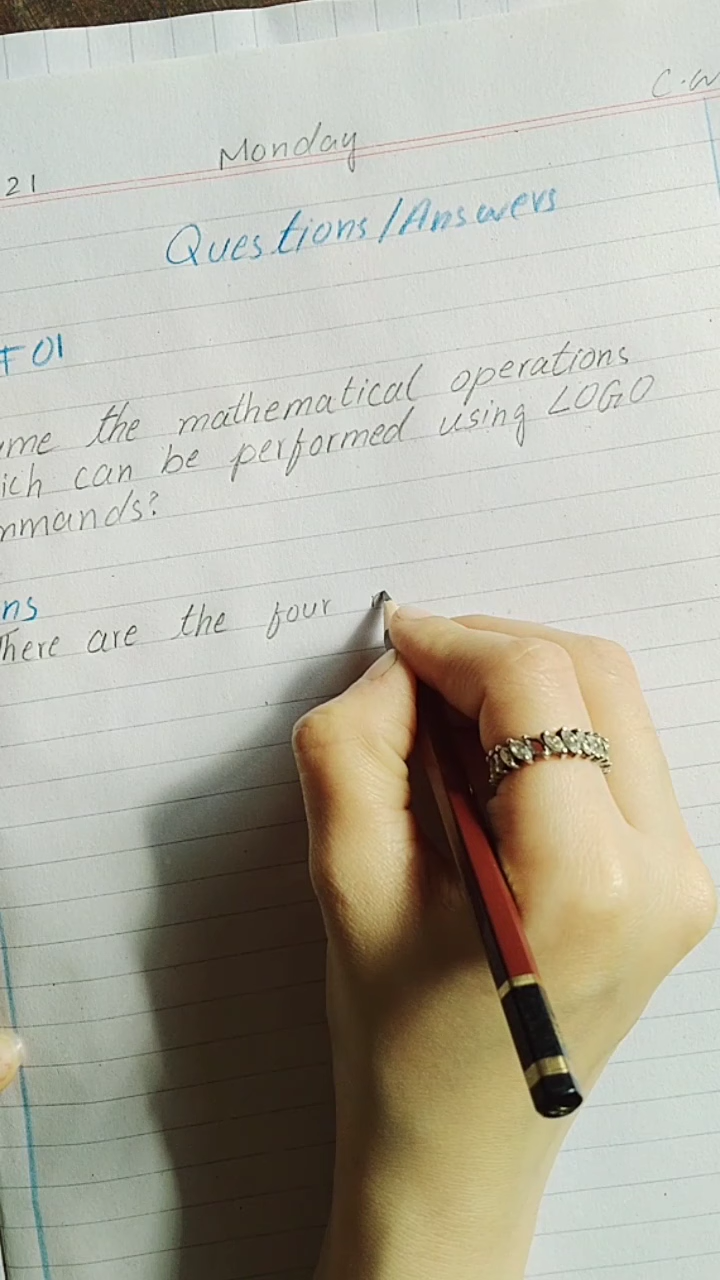 C.W
21 Monday
Questions/Answers
F 01
me the mathematical operations
ich can be performed using LOGO
mmands?
ns
There are the four